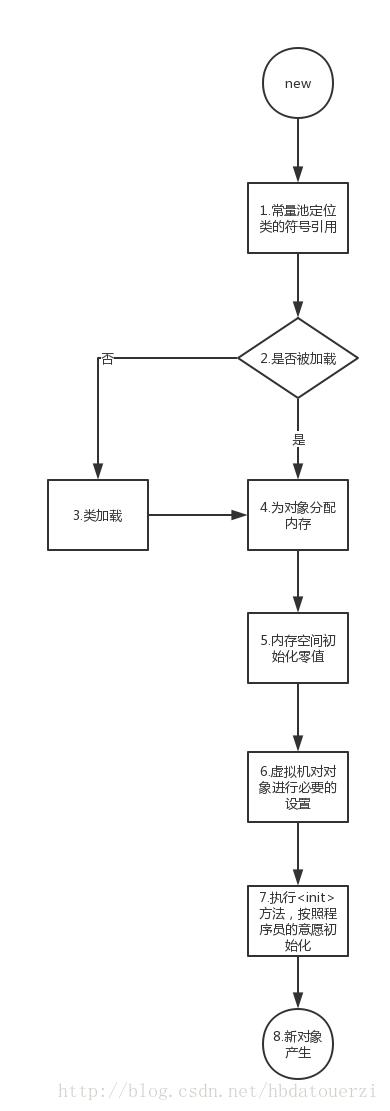 new
1.常量池定位
类的符号引用
2.是否被加载
否
是
3.类加载
4.为对象分配
内存
5.内存空间初
始化零值
6.虚拟机对对
象进行必要的
设置
7.执行<init>
方法，按照程
序员的意愿初
始化
8.新对象
产生
http://blog.csdn.net/hbdatouerzi